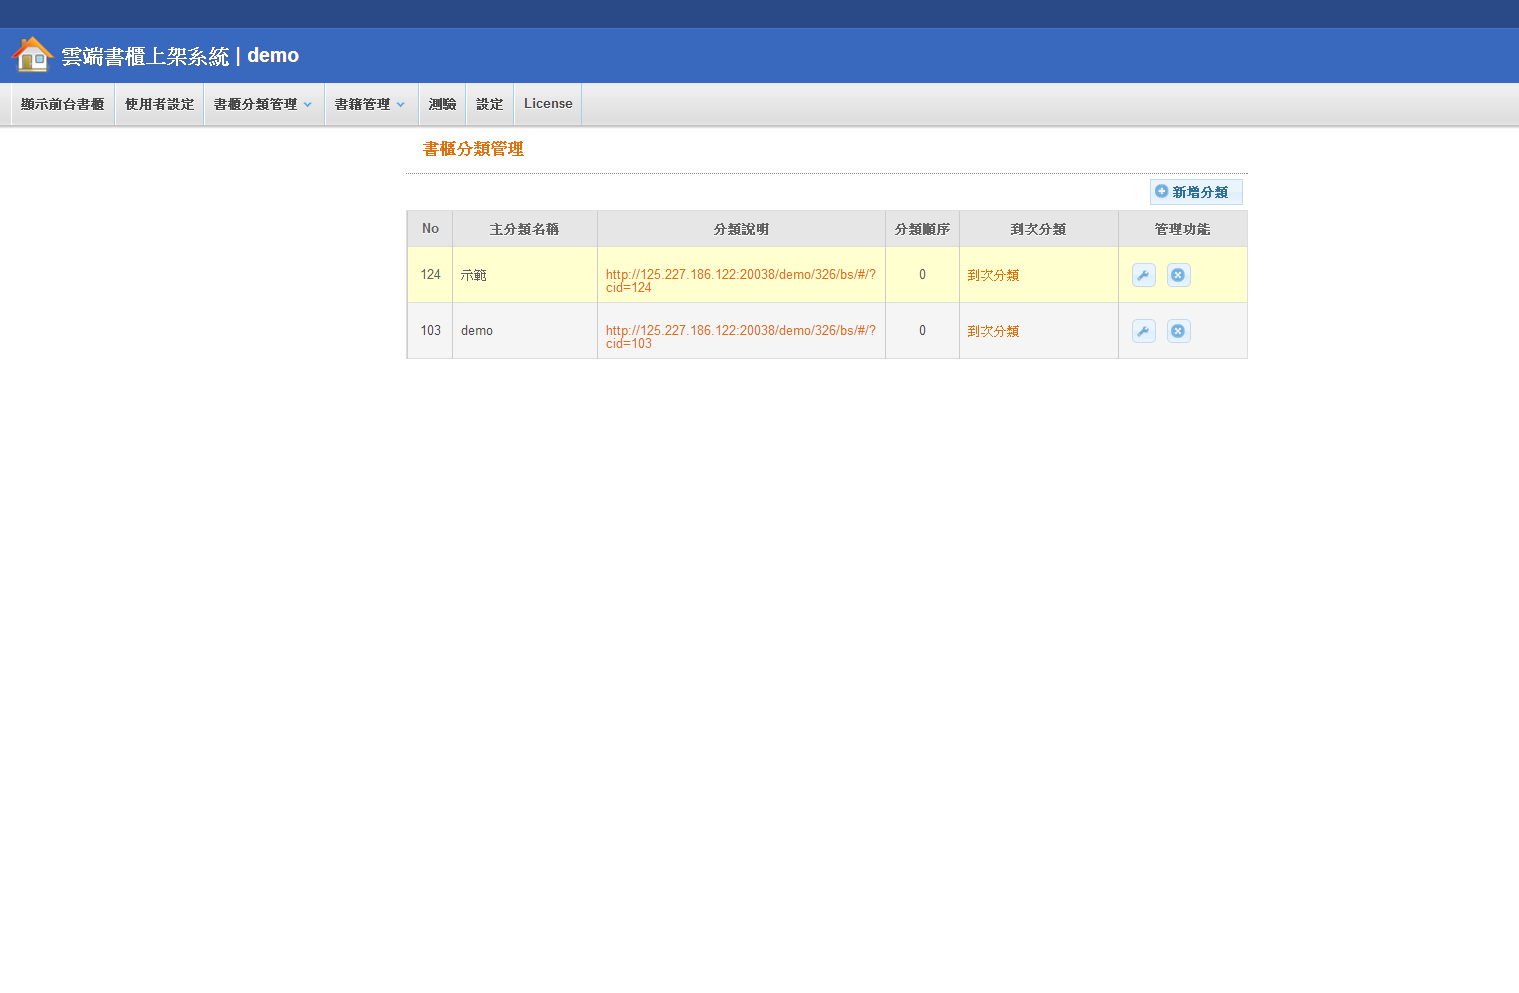 雲端書櫃上架系統 | demo
顯示前台書櫃 使用者設定 書櫃分類管理 書籍管理 測驗 設定 License
書櫃分類管理
新增分類
No 主分類名稱 分類說明 分類順序 到次分類 管理功能
124 示範 http://125.227.186.122:20038/demo/326/bs/#/? 0 到次分類
cid=124
103 demo http://125.227.186.122:20038/demo/326/bs/#/? 0 到次分類
cid=103